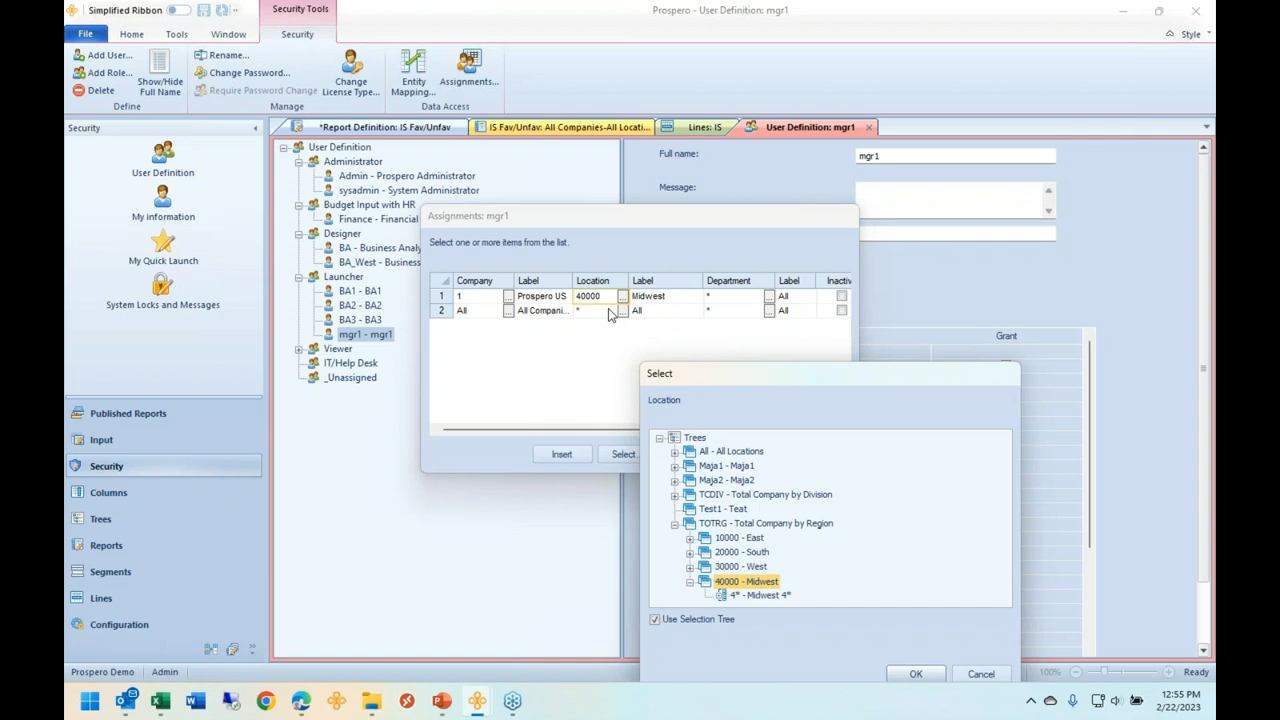 Simplified Ribbon
Security Tools
Prospero - User Definition: mgr1
File
Home
Tools
Window
Security
Style
Add User...
Add Role...
Delete
Show/Hide
Full Name
Define
Rename...
Change Password...
Require Password Change
Change
License Type...
Manage
Entity
Mapping...
Assignments...
Data Access
Security
User Definition
My information
My Quick Launch
System Locks and Messages
Published Reports
Input
Security
Columns
Trees
Reports
Segments
Lines
Configuration
*Report Definition: IS Fav/Unfav
IS Fav/Unfav: All Companies-All Locati...
Lines: IS
User Definition: mgr1
User Definition
Administrator
Admin - Prospero Administrator
sysadmin - System Administrator
Budget Input with HR
Finance - Financial
Designer
BA - Business Analy
BA_West - Business
Launcher
BA1 - BA1
BA2 - BA2
BA3 - BA3
mgr1 - mgr1
Viewer
IT/Help Desk
_Unassigned
Full name:
mgr1
Message:
Grant
Assignments: mgr1
Select one or more items from the list.
Company Label Location Label Department Label Inactiv
1 1 ... Prospero US 40000 ... Midwest * ... All
2 All ... All Compani... * ... All * ... All
Insert
Select...
Select
Location
Trees
All - All Locations
Maja1 - Maja1
Maja2 - Maja2
TCDIV - Total Company by Division
Test1 - Teat
TOTRG - Total Company by Region
10000 - East
20000 - South
30000 - West
40000 - Midwest
4* - Midwest 4*
Use Selection Tree
OK
Cancel
Prospero Demo
Admin
100%
Ready
12:55 PM
2/22/2023